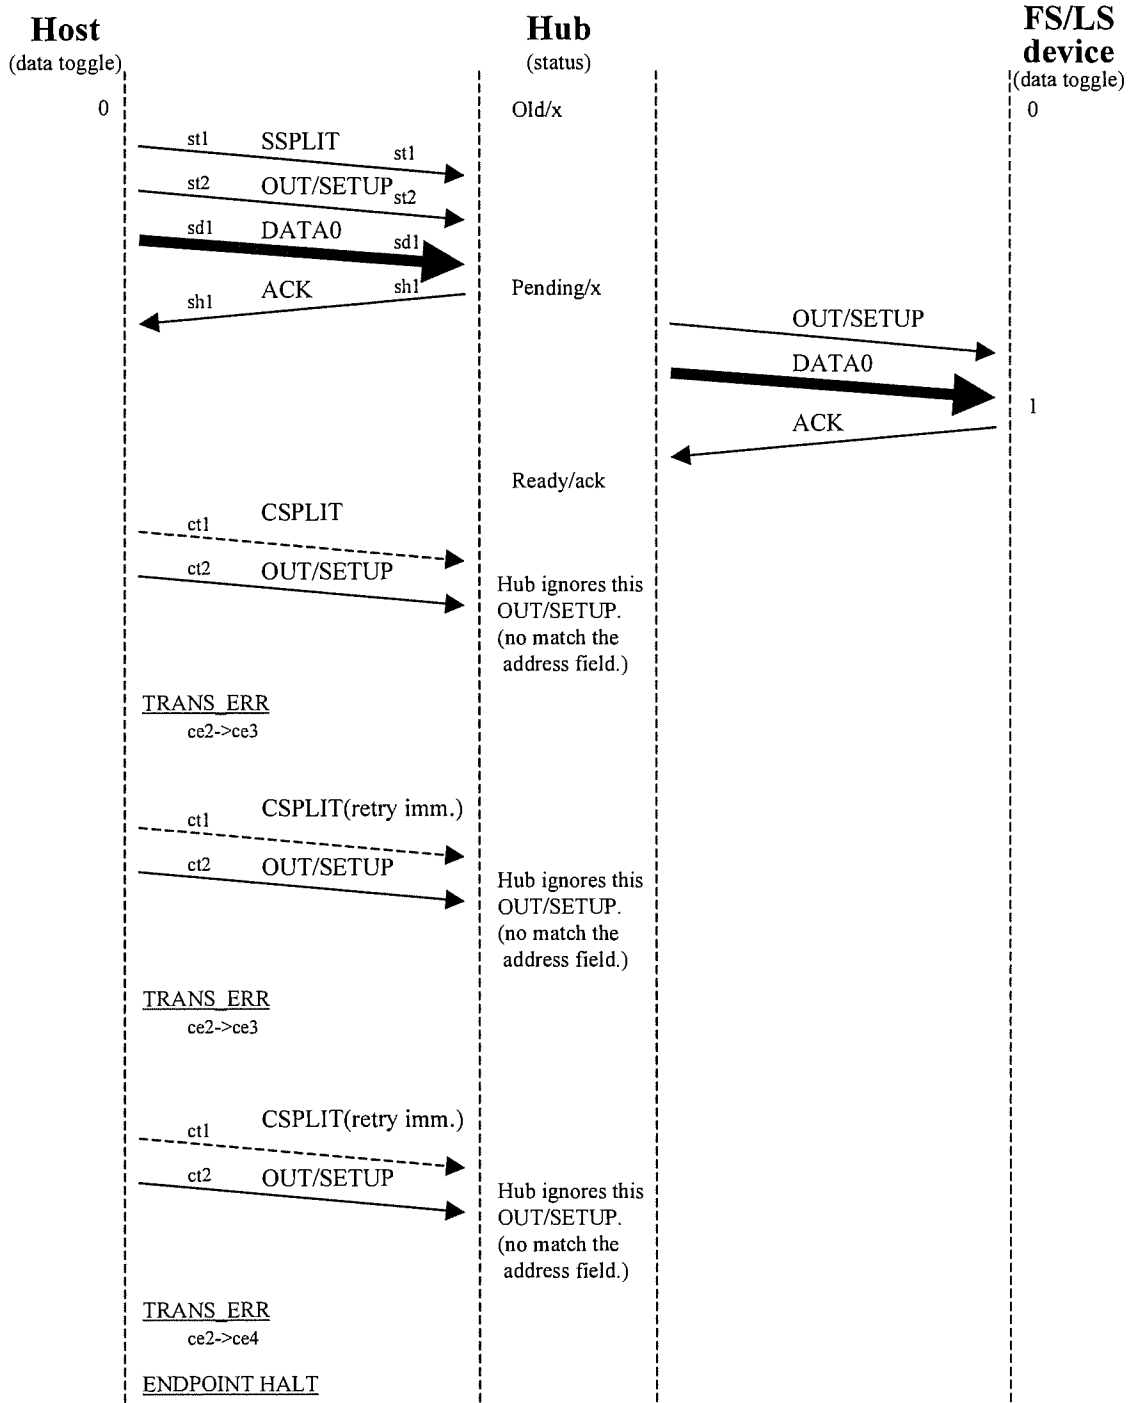 Host
(data toggle)
Hub
(status)
FS/LS
device
(data toggle)
0
Old/x
0
st1 SSPLIT st1
st2 OUT/SETUP st2
sd1 DATA0 sd1
sh1 ACK sh1
Pending/x
OUT/SETUP
DATA0
1
ACK
Ready/ack
ct1 CSPLIT
ct2 OUT/SETUP
Hub ignores this
OUT/SETUP.
(no match the
address field.)
TRANS_ERR
ce2->ce3
ct1 CSPLIT(retry imm.)
ct2 OUT/SETUP
Hub ignores this
OUT/SETUP.
(no match the
address field.)
TRANS_ERR
ce2->ce3
ct1 CSPLIT(retry imm.)
ct2 OUT/SETUP
Hub ignores this
OUT/SETUP.
(no match the
address field.)
TRANS_ERR
ce2->ce4
ENDPOINT HALT